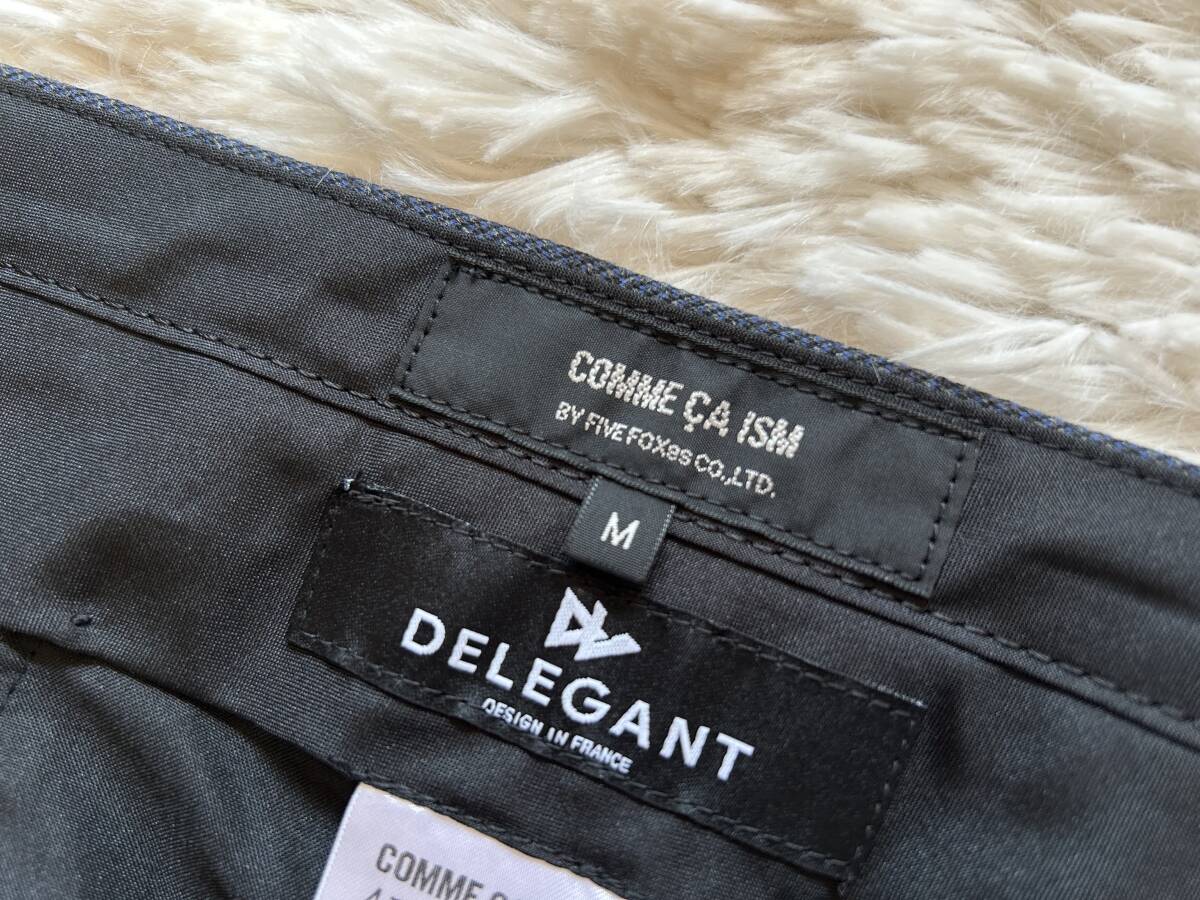 COMME ÇA ISM
BY FIVE FOXes CO.,LTD.
M
DELEGANT
DESIGN IN FRANCE
COMME